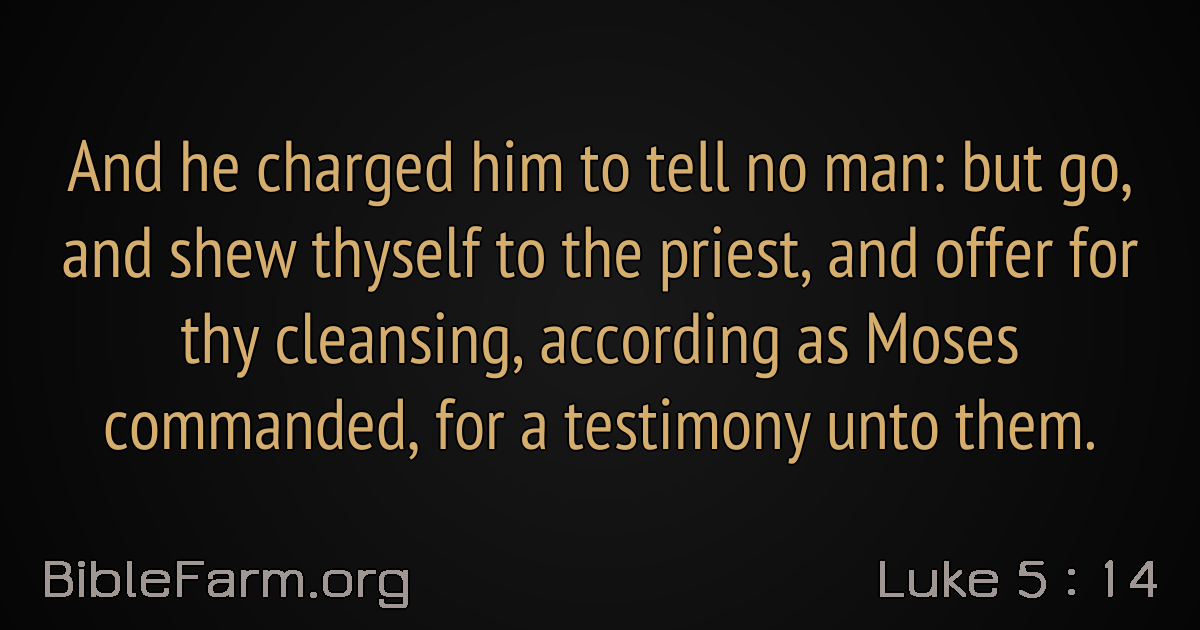 And he charged him to tell no man: but go,
and shew thyself to the priest, and offer for
thy cleansing, according as Moses
commanded, for a testimony unto them.
BibleFarm.org
Luke 5 : 14